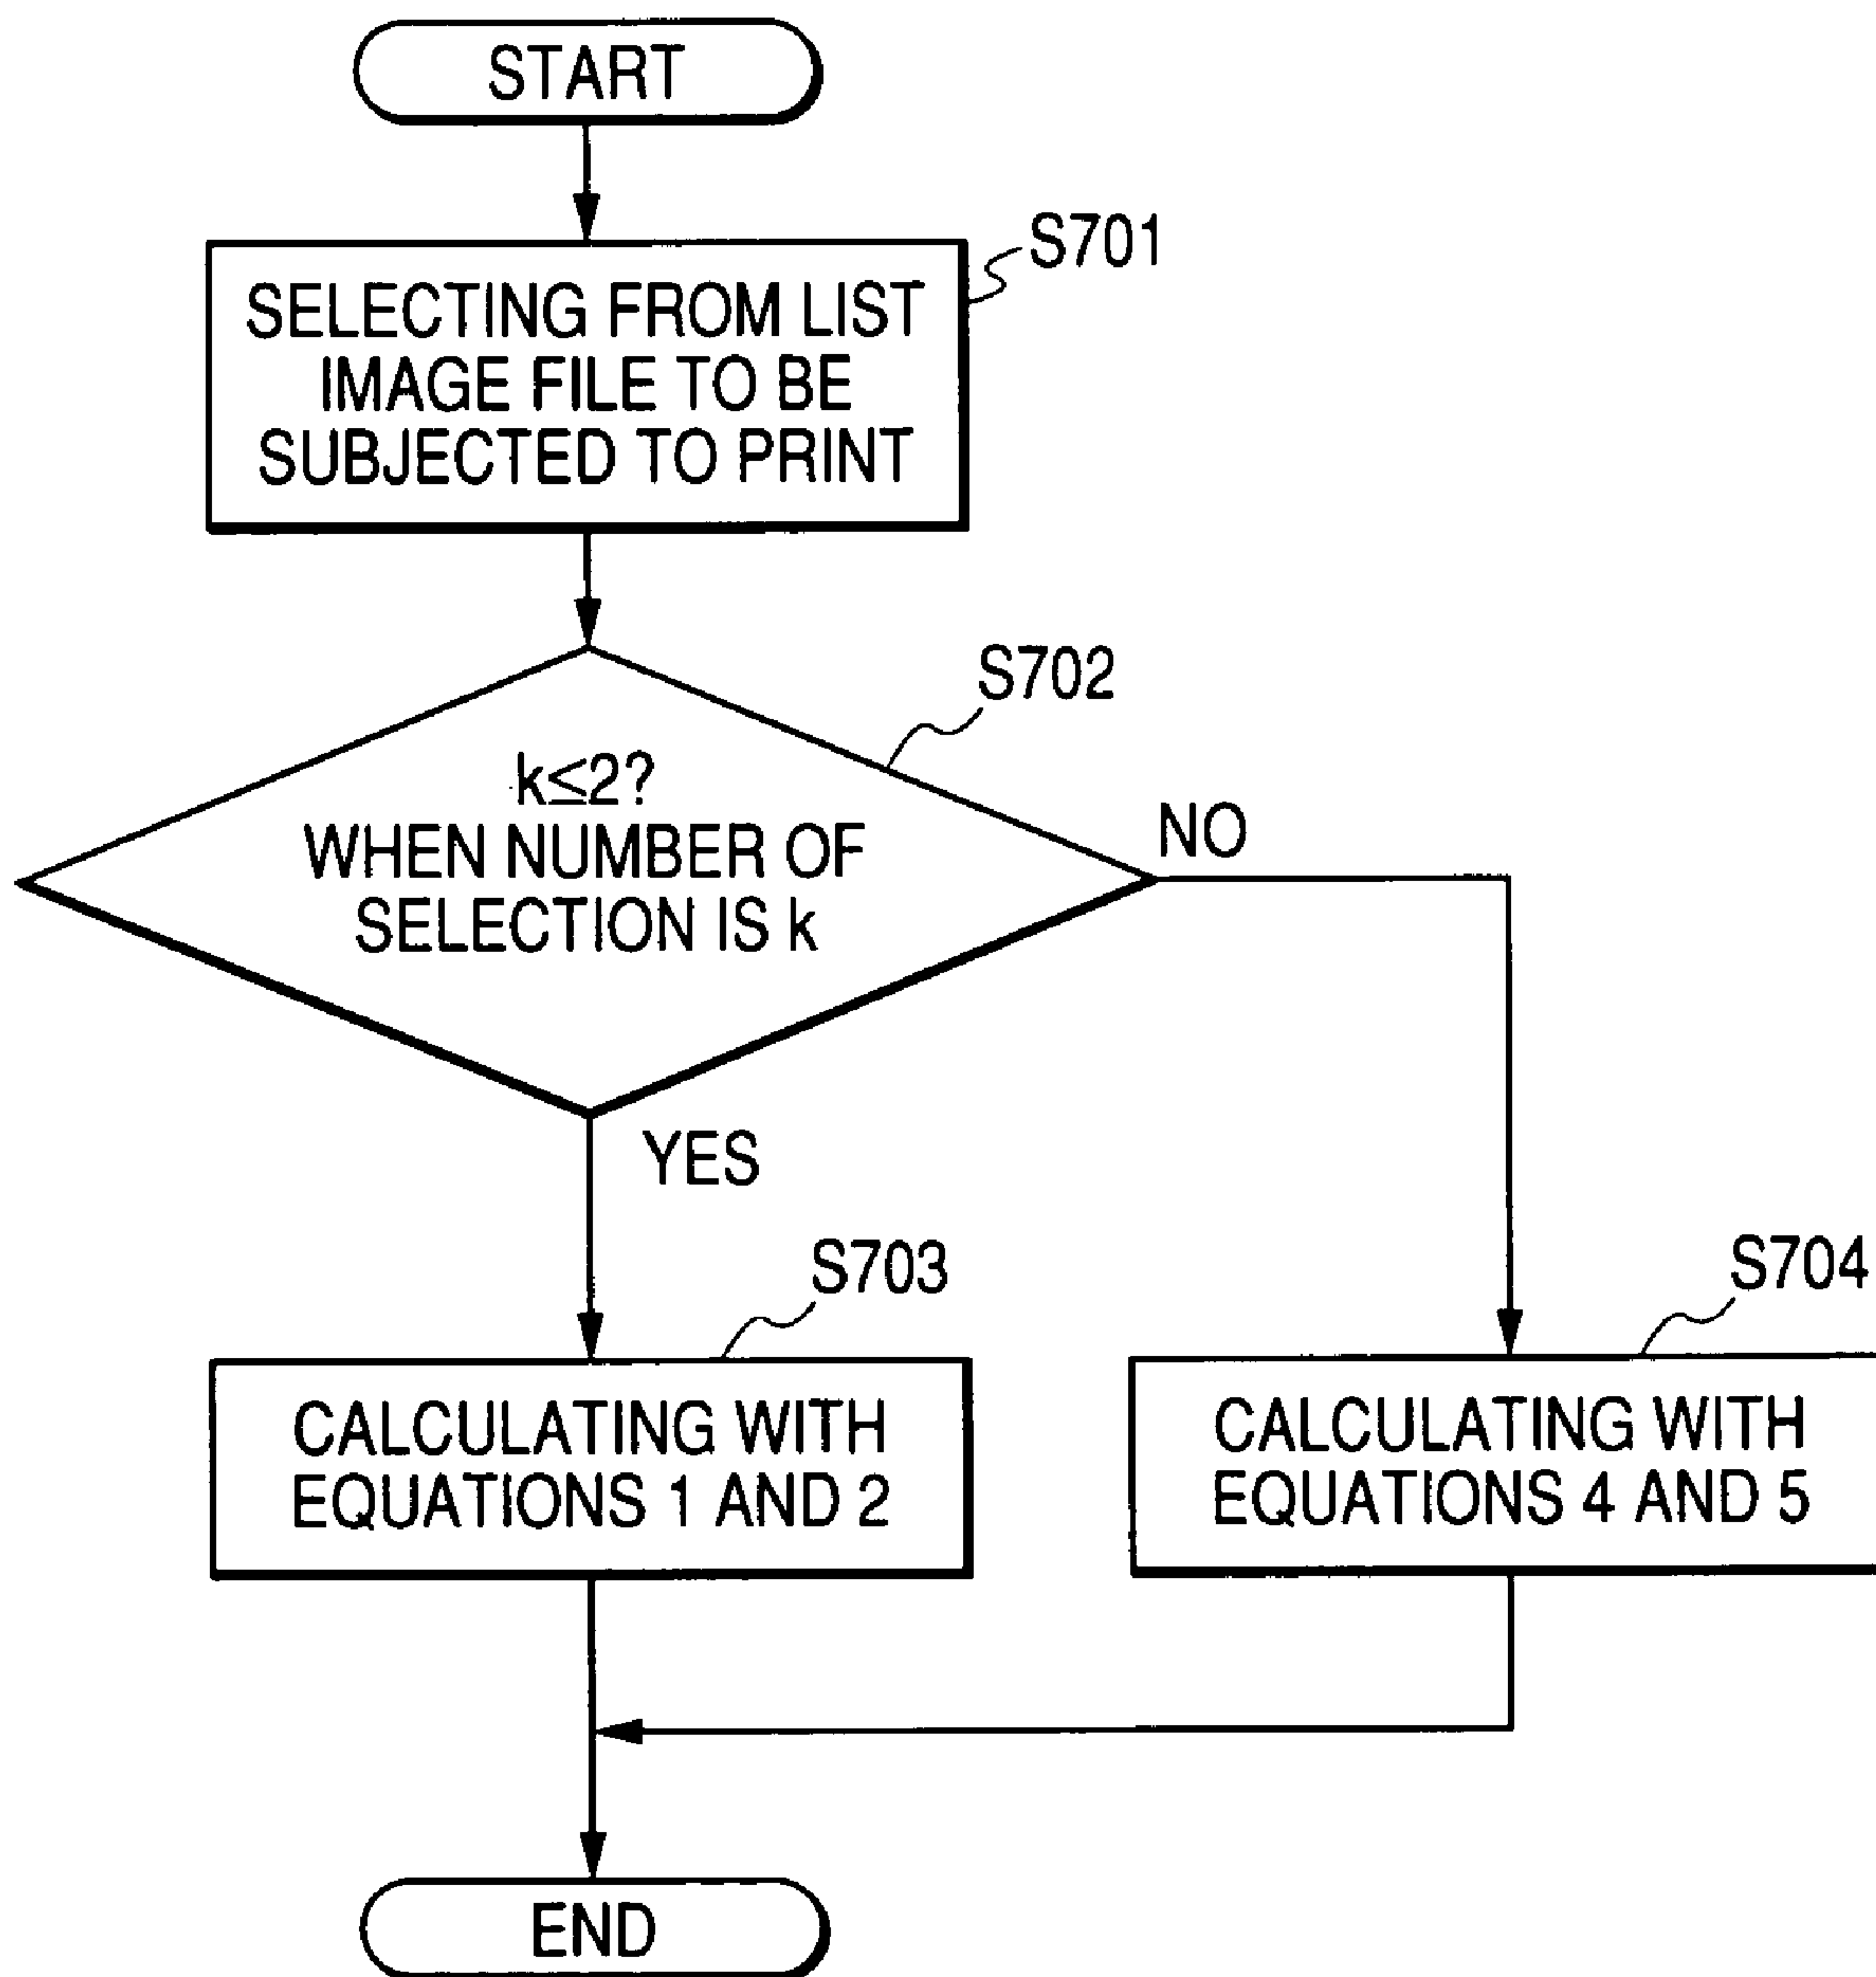 START
S701
SELECTING FROM LIST
IMAGE FILE TO BE
SUBJECTED TO PRINT
S702
k≤2?
WHEN NUMBER OF
SELECTION IS k
NO
YES
S703
CALCULATING WITH
EQUATIONS 1 AND 2
S704
CALCULATING WITH
EQUATIONS 4 AND 5
END